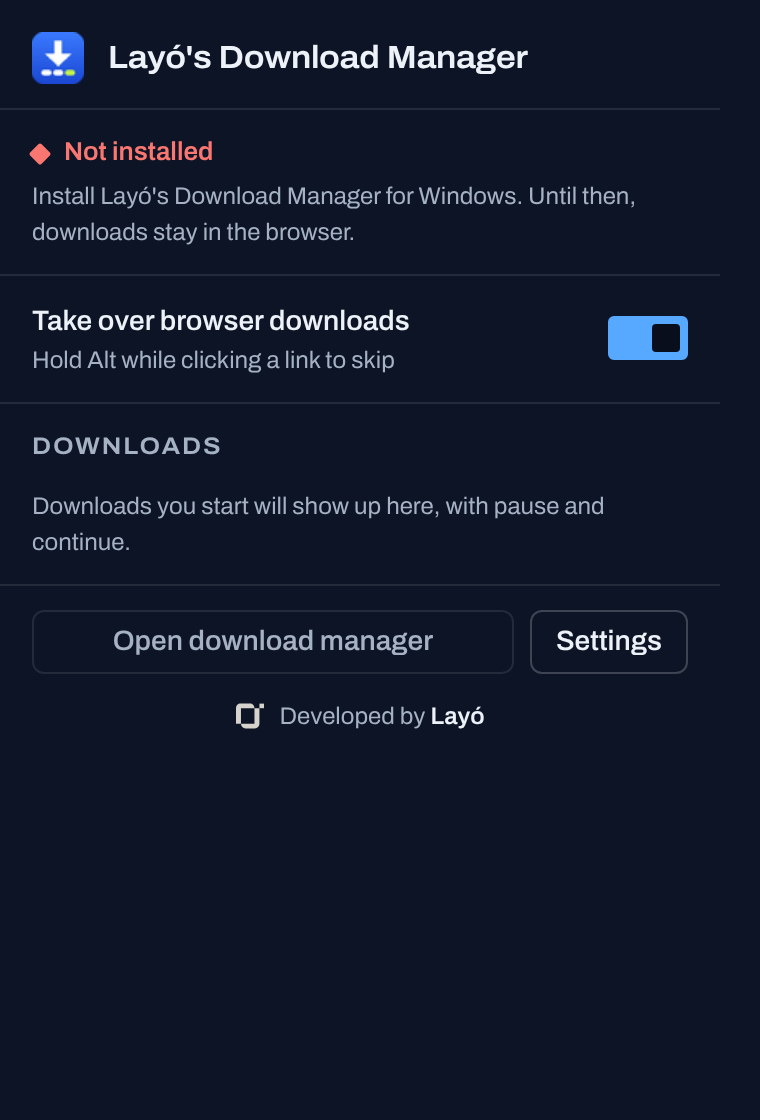 Layó's Download Manager
Not installed
Install Layó's Download Manager for Windows. Until then,
downloads stay in the browser.
Take over browser downloads
Hold Alt while clicking a link to skip
DOWNLOADS
Downloads you start will show up here, with pause and
continue.
Open download manager
Settings
Developed by Layó